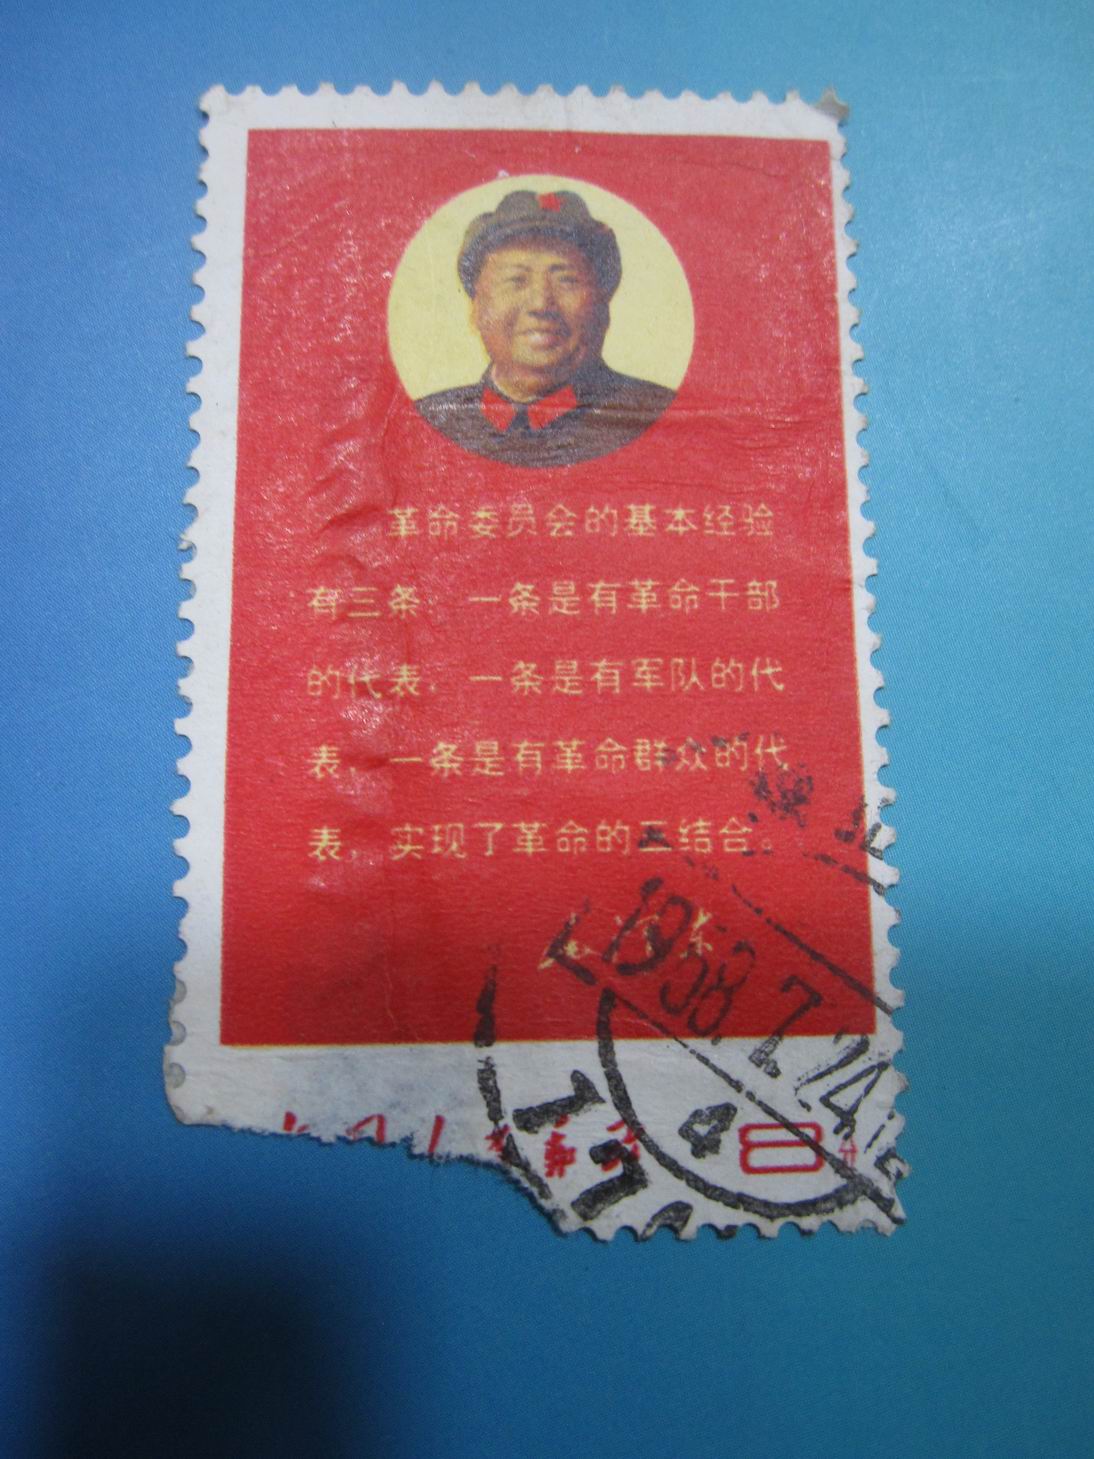 革命委员会的基本经验
有三条：一条是有革命干部
的代表，一条是有军队的代
表，一条是有革命群众的代
表，实现了革命的三结合。
毛泽东
8分